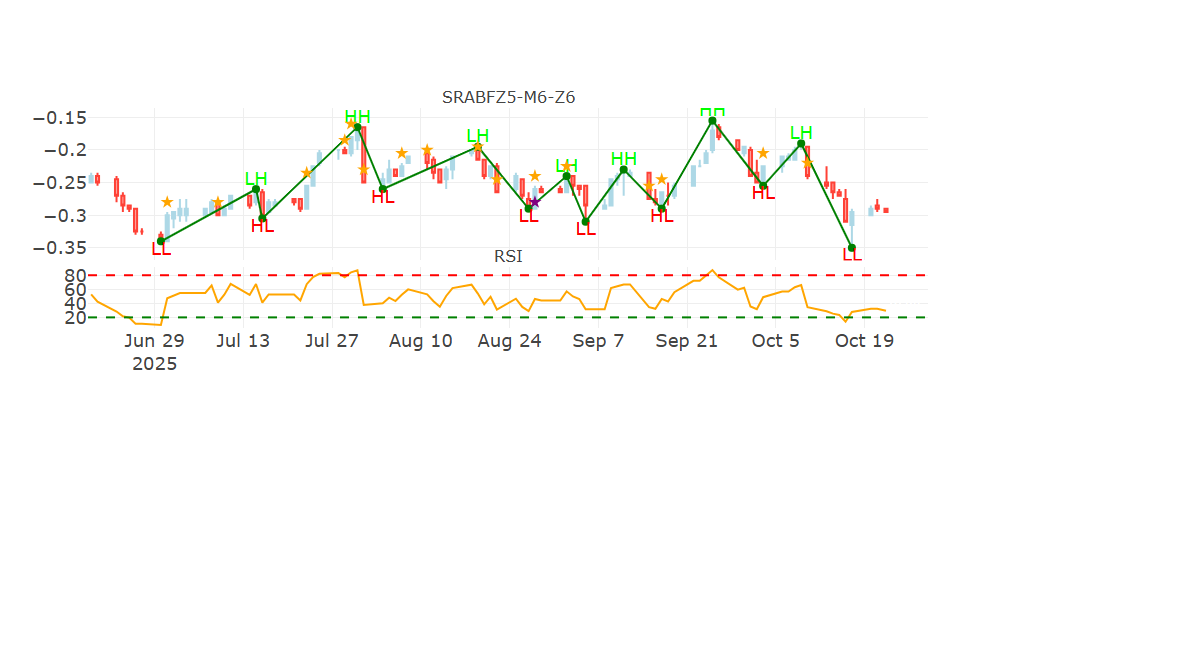 SRABFZ5-M6-Z6
−0.15
−0.2
−0.25
−0.3
−0.35
HH
LH
LH
HH
HH
LH
LH
HL
HL
LL
LL
HL
HL
LL
LL
RSI
80
60
40
20
Jun 29
2025
Jul 13
Jul 27
Aug 10
Aug 24
Sep 7
Sep 21
Oct 5
Oct 19